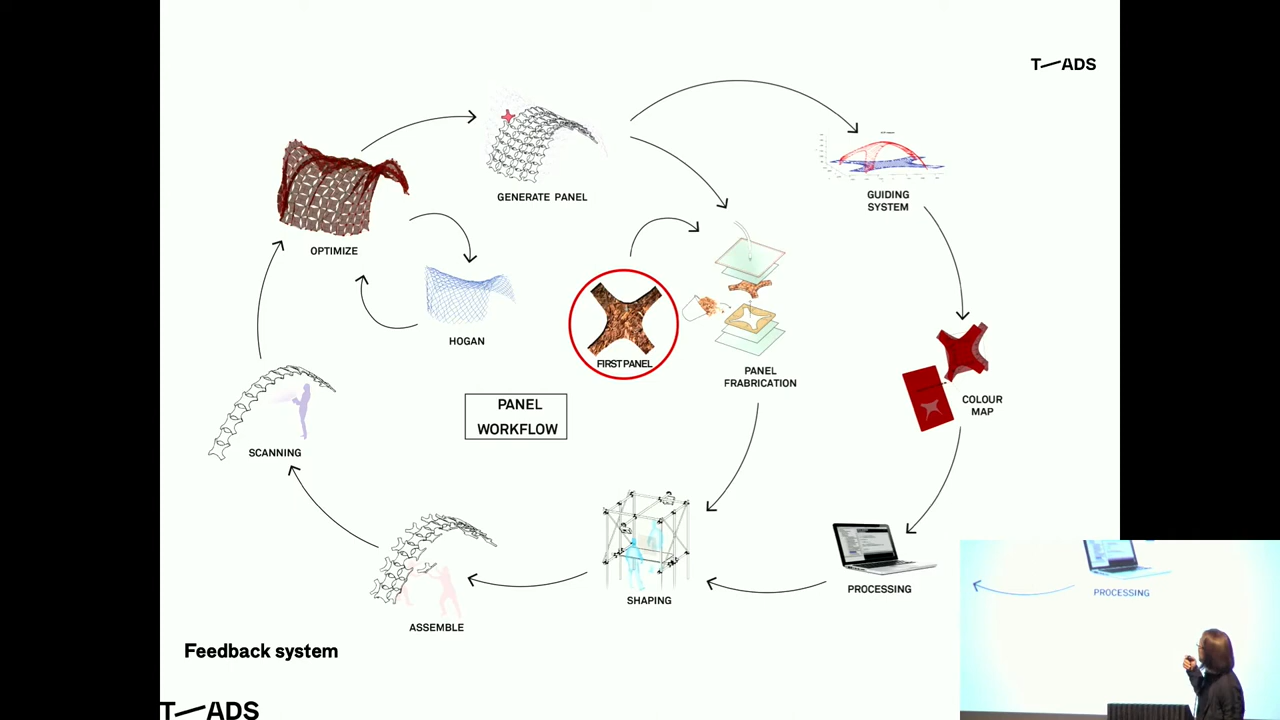 T—ADS
GENERATE PANEL
GUIDING
SYSTEM
OPTIMIZE
HOGAN
FIRST PANEL
PANEL
FRABRICATION
COLOUR
MAP
PANEL
WORKFLOW
SCANNING
PROCESSING
SHAPING
ASSEMBLE
PROCESSING
Feedback system
T—ADS